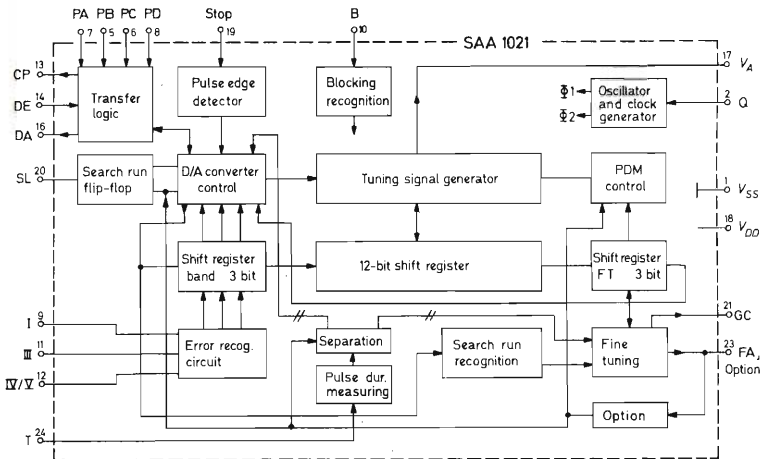 PA PB PC PD Stop B
7 5 6 8 19 10
SAA 1021
CP 13
DE 14
DA 16
SL 20
Transfer
logic
Pulse edge
detector
Blocking
recognition
Φ1
Φ2
Oscillator
and clock
generator
17 VA
2 Q
1 VSS
18 VDD
Search run
flip-flop
D/A converter
control
Tuning signal generator
PDM
control
Shift register
band 3 bit
12-bit shift register
Shift register
FT 3 bit
I 9
III 11
IV/V 12
T 24
Error recog.
circuit
Separation
Pulse dur.
measuring
Search run
recognition
Fine
tuning
Option
21 GC
23 FA,
Option